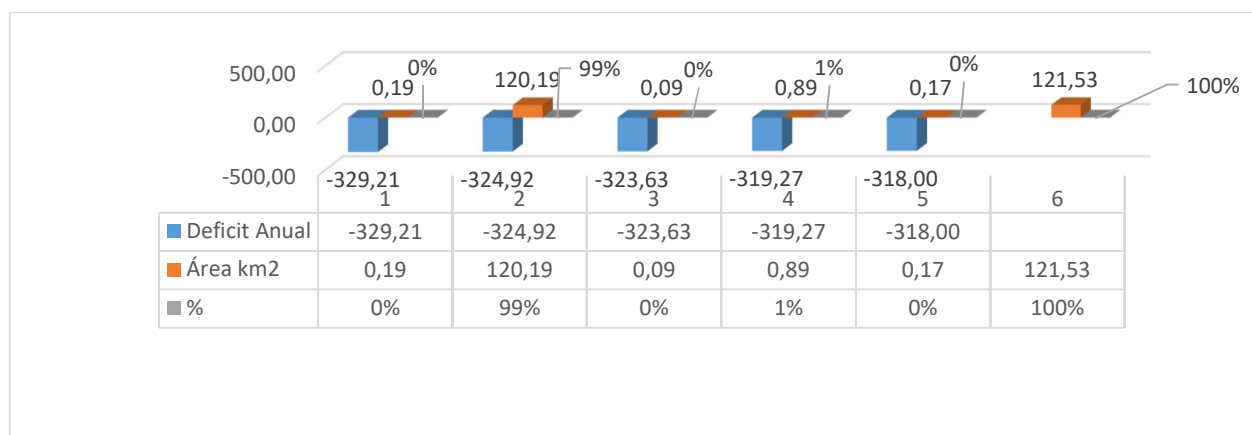 0% 99% 0% 1% 0% 100%
500,00 0,19 120,19 0,09 0,89 0,17 121,53
0,00
-500,00 -329,21 -324,92 -323,63 -319,27 -318,00
1 2 3 4 5 6
Deficit Anual -329,21 -324,92 -323,63 -319,27 -318,00
Área km2 0,19 120,19 0,09 0,89 0,17 121,53
% 0% 99% 0% 1% 0% 100%